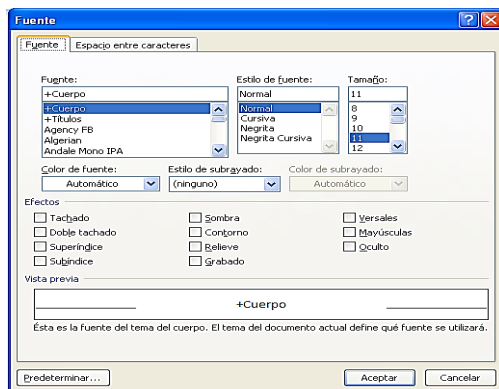 Fuente
Fuente Espacio entre caracteres
Fuente: Estilo de fuente: Tamaño:
+Cuerpo Normal 11
+Cuerpo Normal 8
+Títulos Cursiva 9
Agency FB Negrita 10
Algerian Negrita Cursiva 11
Andale Mono IPA 12
Color de fuente: Estilo de subrayado: Color de subrayado:
Automático (ninguno) Automático
Efectos
Tachado Sombra Versales
Doble tachado Contorno Mayúsculas
Superíndice Relieve Oculto
Subíndice Grabado
Vista previa
+Cuerpo
Ésta es la fuente del tema del cuerpo. El tema del documento actual define qué fuente se utilizará.
Predeterminar... Aceptar Cancelar